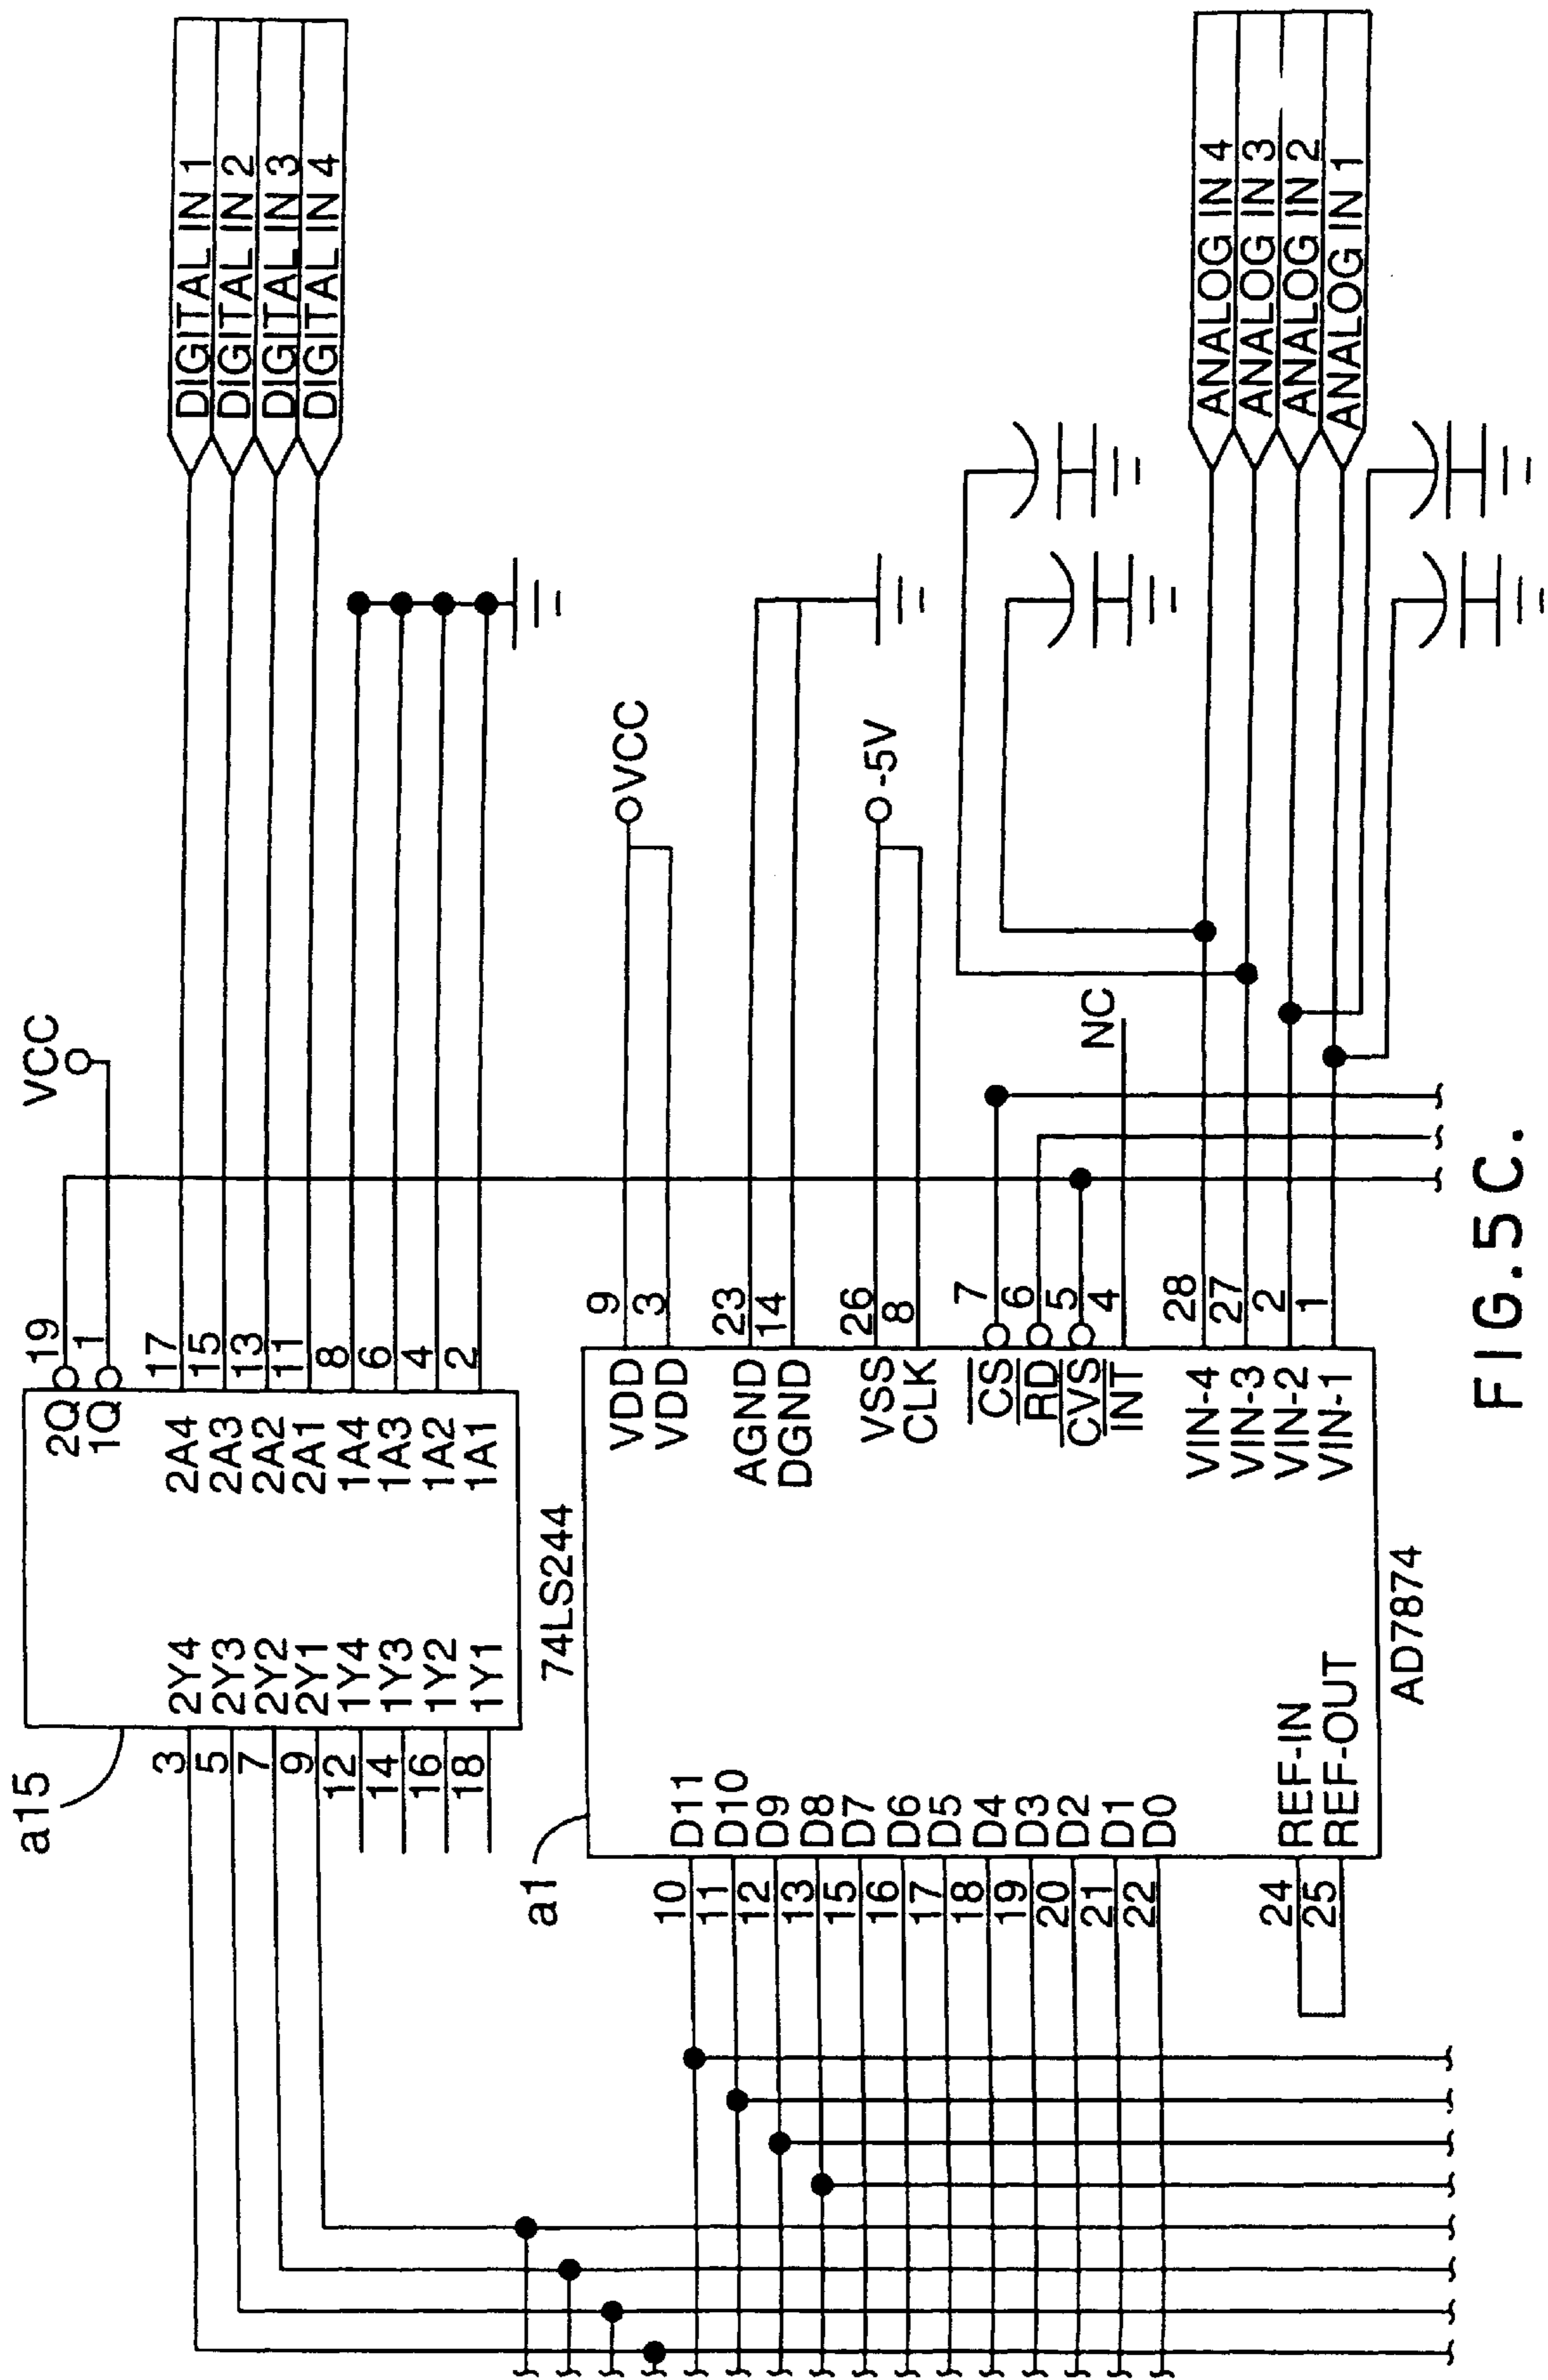 a15
2Y4
2Y3
2Y2
2Y1
1Y4
1Y3
1Y2
1Y1
3
5
7
9
12
14
16
18
2Q
1Q
2A4
2A3
2A2
2A1
1A4
1A3
1A2
1A1
19
1
17
15
13
11
8
6
4
2
VCC
DIGITAL IN 1
DIGITAL IN 2
DIGITAL IN 3
DIGITAL IN 4
74LS244
a1
D11
D10
D9
D8
D7
D6
D5
D4
D3
D2
D1
D0
REF-IN
REF-OUT
10
11
12
13
15
16
17
18
19
20
21
22
24
25
VDD
VDD
AGND
DGND
VSS
CLK
CS
RD
CVS
INT
VIN-4
VIN-3
VIN-2
VIN-1
9
3
23
14
26
8
7
6
5
4
28
27
2
1
VCC
-5V
NC
ANALOG IN 4
ANALOG IN 3
ANALOG IN 2
ANALOG IN 1
AD7874
FIG.5C.